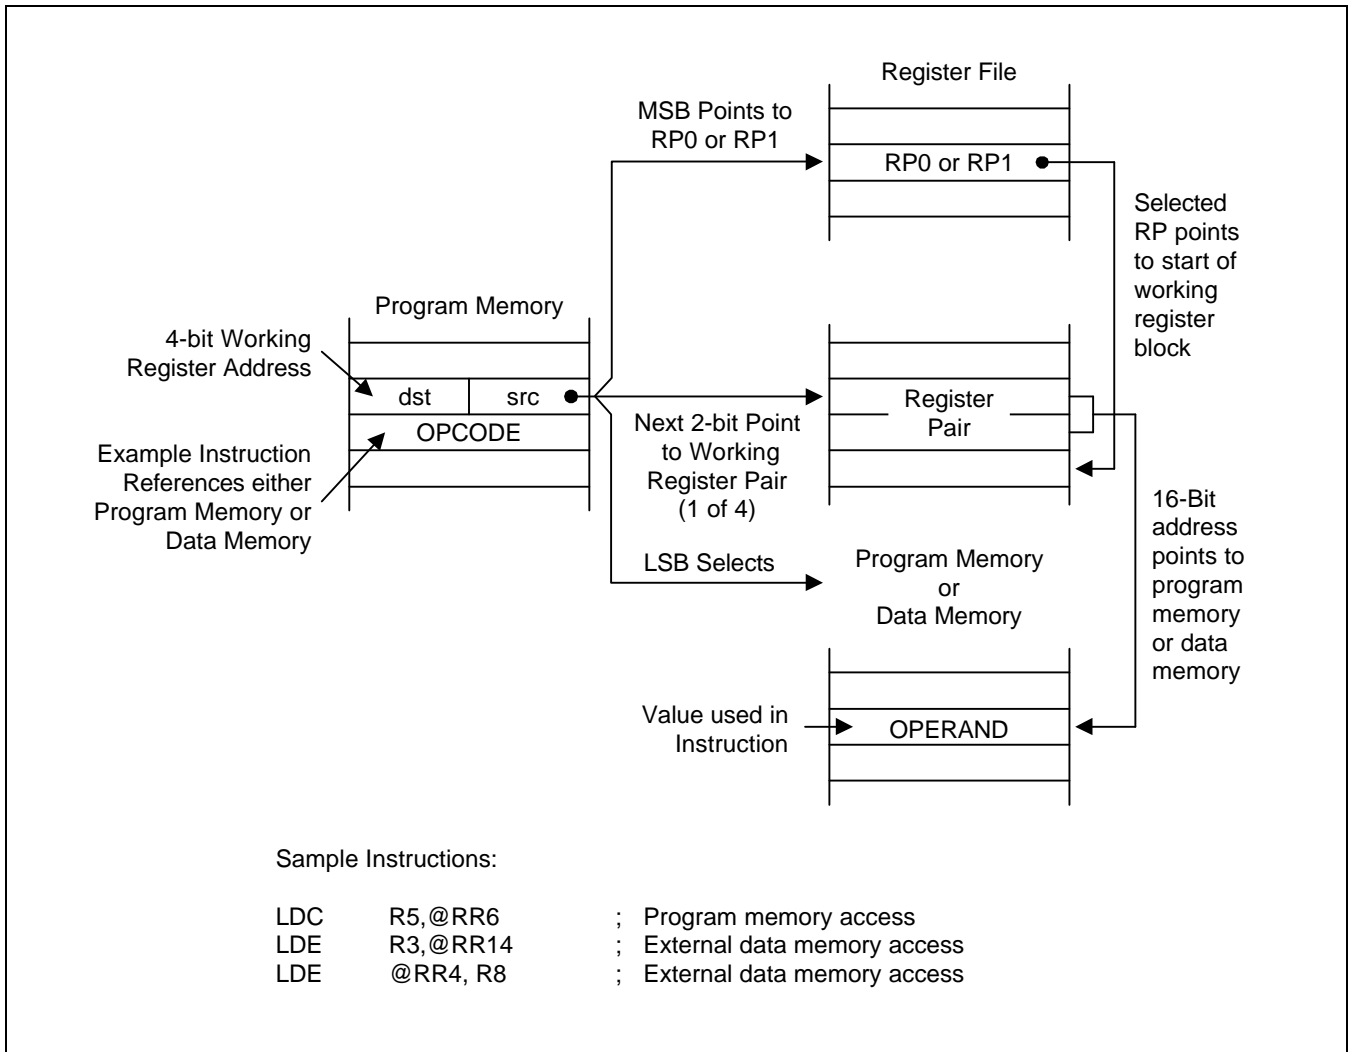 Register File
MSB Points to
RP0 or RP1
RP0 or RP1
Selected
RP points
to start of
working
register
block
Program Memory
4-bit Working
Register Address
dst
src
OPCODE
Example Instruction
References either
Program Memory or
Data Memory
Register
Pair
Next 2-bit Point
to Working
Register Pair
(1 of 4)
LSB Selects
Program Memory
or
Data Memory
16-Bit
address
points to
program
memory
or data
memory
Value used in
Instruction
OPERAND
Sample Instructions:
LDC R5,@RR6 ; Program memory access
LDE R3,@RR14 ; External data memory access
LDE @RR4, R8 ; External data memory access